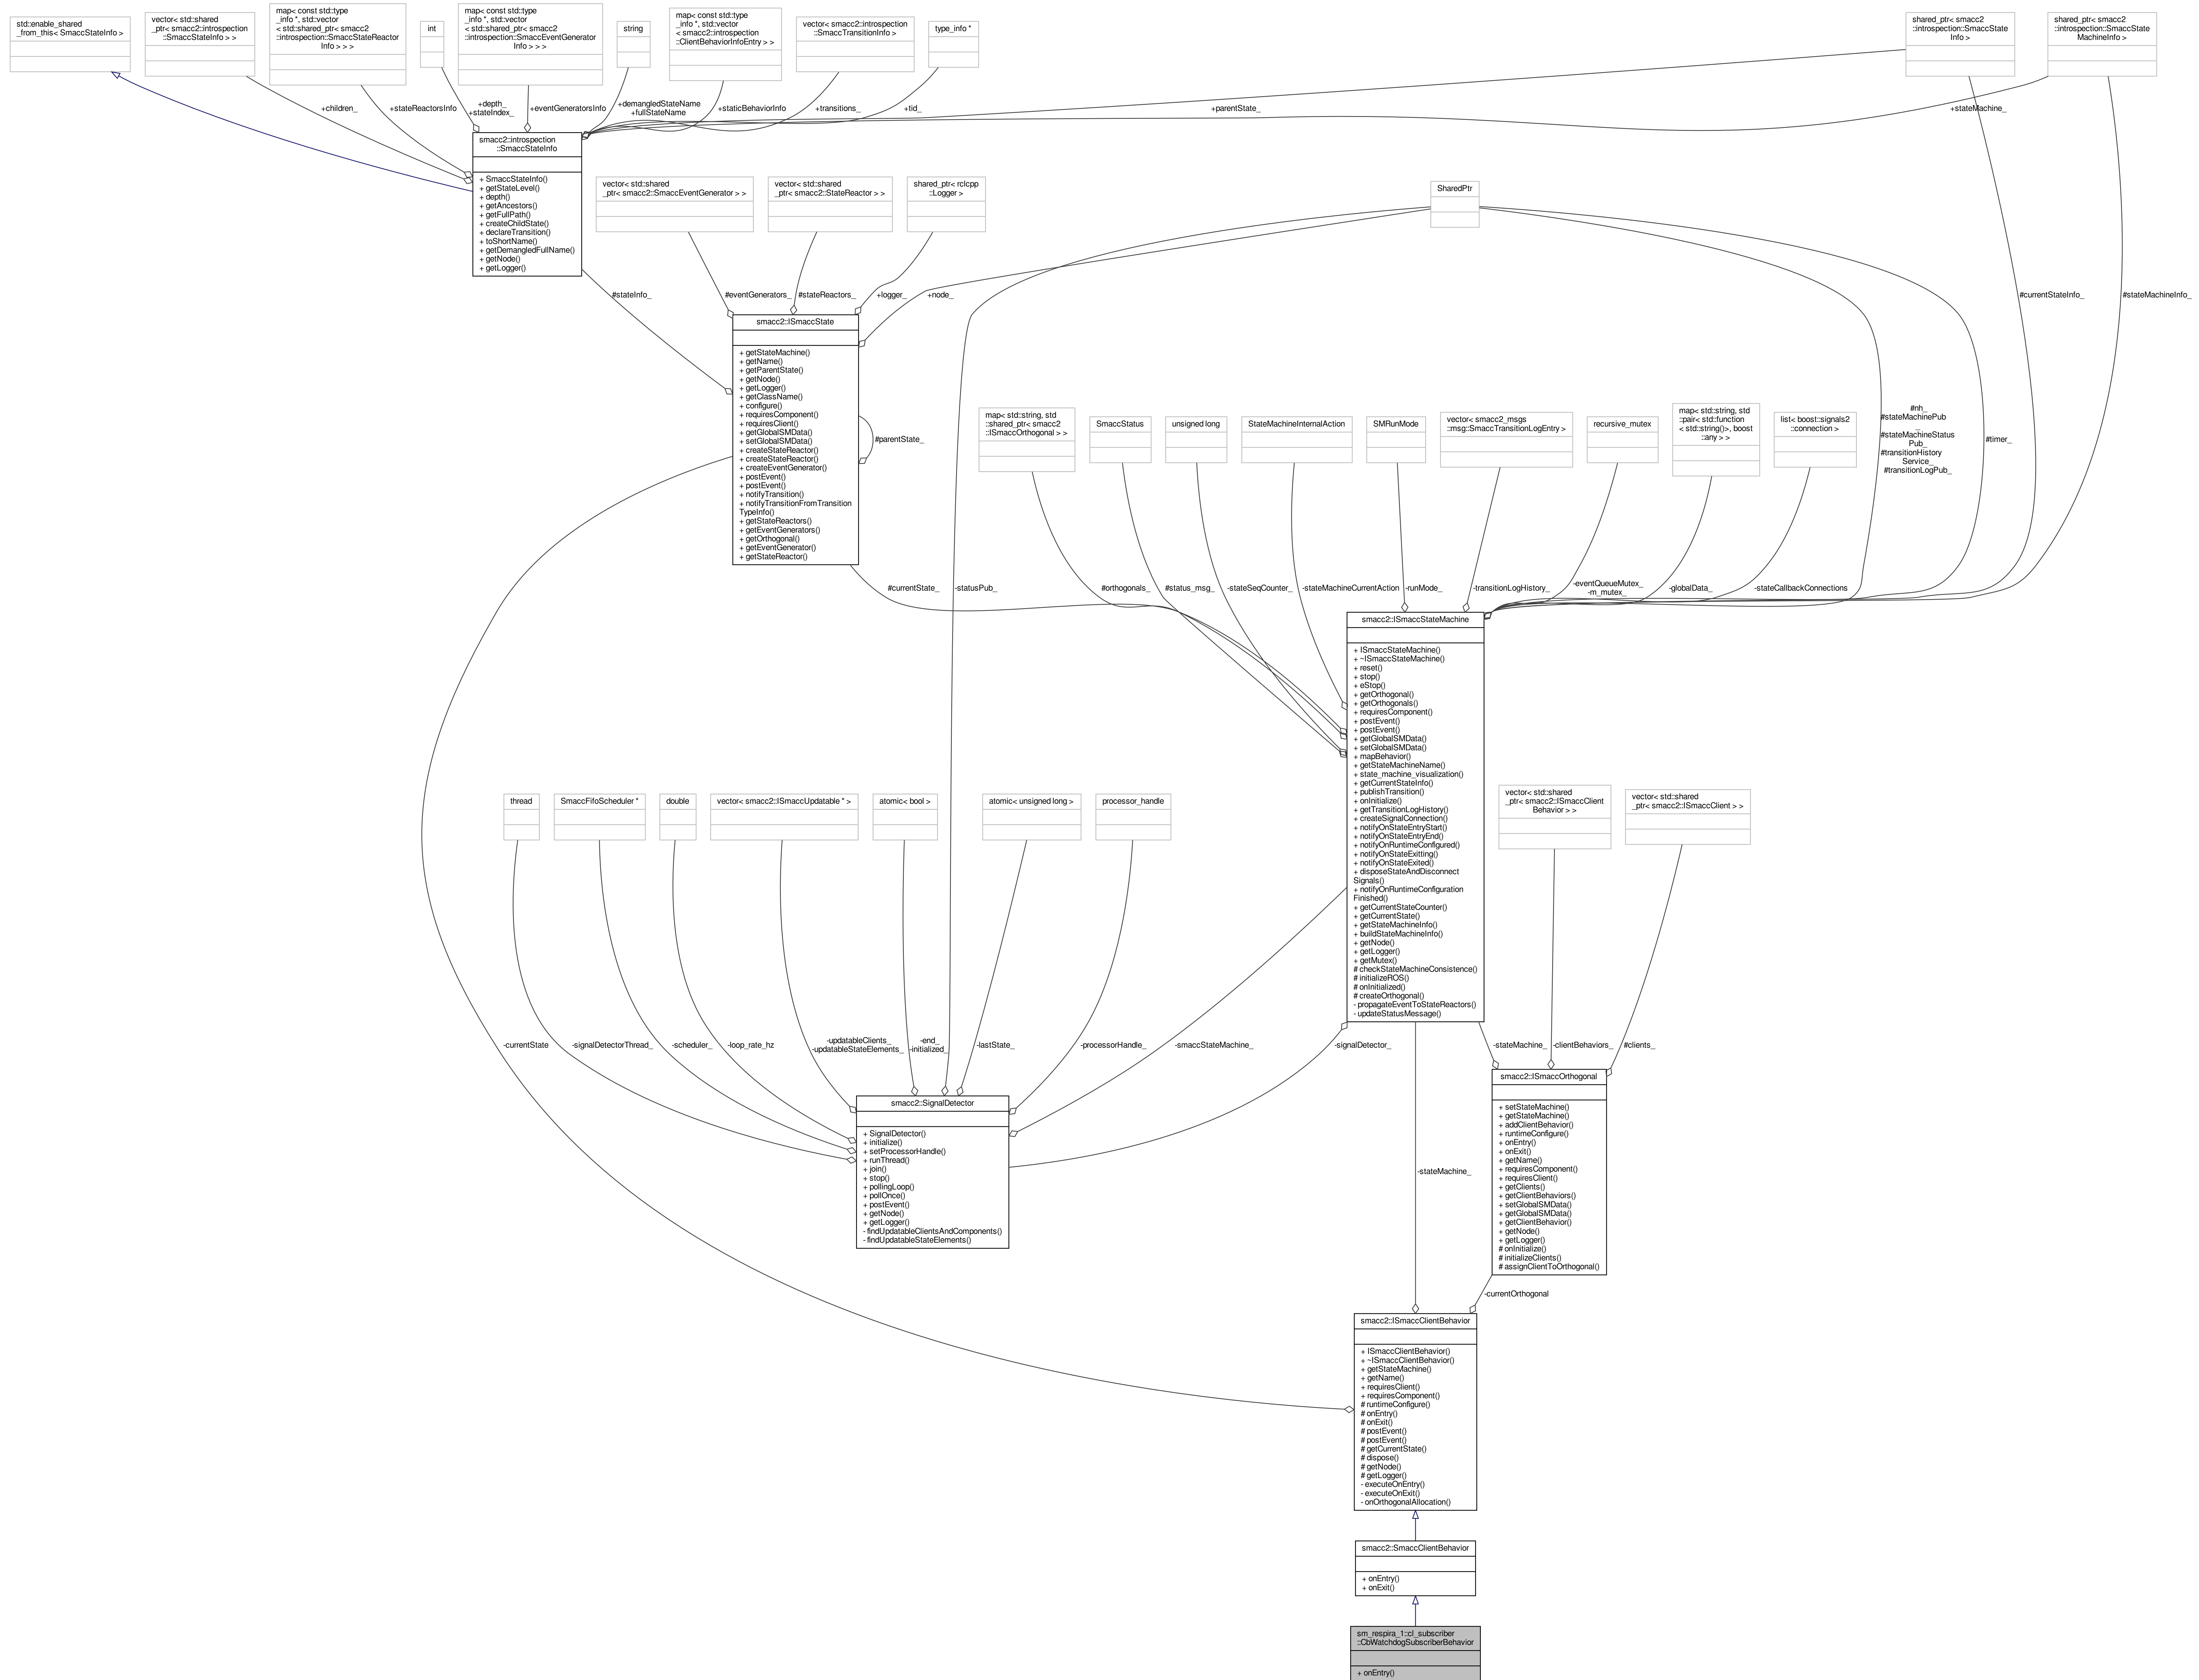 std::enable_shared
_from_this< SmaccStateInfo >
vector< std::shared
_ptr< smacc2::introspection
::SmaccStateInfo > >
map< const std::type
_info *, std::vector
< std::shared_ptr< smacc2
::introspection::SmaccStateReactor
Info > > >
int
map< const std::type
_info *, std::vector
< std::shared_ptr< smacc2
::introspection::SmaccEventGenerator
Info > > >
string
map< const std::type
_info *, std::vector
< smacc2::introspection
::ClientBehaviorInfoEntry > >
vector< smacc2::introspection
::SmaccTransitionInfo >
type_info *
shared_ptr< smacc2
::introspection::SmaccState
Info >
shared_ptr< smacc2
::introspection::SmaccState
MachineInfo >
+children_
+stateReactorsInfo
+depth_
+stateIndex_
+eventGeneratorsInfo
+demangledStateName
+fullStateName
+staticBehaviorInfo
+transitions_
+tid_
+parentState_
+stateMachine_
smacc2::introspection
::SmaccStateInfo
+ SmaccStateInfo()
+ getStateLevel()
+ depth()
+ getAncestors()
+ getFullPath()
+ createChildState()
+ declareTransition()
+ toShortName()
+ getDemangledFullName()
+ getNode()
+ getLogger()
vector< std::shared
_ptr< smacc2::SmaccEventGenerator > >
vector< std::shared
_ptr< smacc2::StateReactor > >
shared_ptr< rclcpp
::Logger >
SharedPtr
#stateInfo_
#eventGenerators_
#stateReactors_
+logger_
+node_
#currentStateInfo_
#stateMachineInfo_
smacc2::ISmaccState
+ getStateMachine()
+ getName()
+ getParentState()
+ getNode()
+ getLogger()
+ getClassName()
+ configure()
+ requiresComponent()
+ requiresClient()
+ getGlobalSMData()
+ setGlobalSMData()
+ createStateReactor()
+ createStateReactor()
+ createEventGenerator()
+ postEvent()
+ postEvent()
+ notifyTransition()
+ notifyTransitionFromTransition
TypeInfo()
+ getStateReactors()
+ getEventGenerators()
+ getOrthogonal()
+ getEventGenerator()
+ getStateReactor()
#parentState_
map< std::string, std
::shared_ptr< smacc2
::ISmaccOrthogonal > >
SmaccStatus
unsigned long
StateMachineInternalAction
SMRunMode
vector< smacc2_msgs
::msg::SmaccTransitionLogEntry >
recursive_mutex
map< std::string, std
::pair< std::function
< std::string()>, boost
::any > >
list< boost::signals2
::connection >
#nh_
#stateMachinePub
_
#stateMachineStatus
Pub_
#transitionHistory
Service_
#transitionLogPub_
#timer_
#currentState_
-statusPub_
#orthogonals_
#status_msg_
-stateSeqCounter_
-stateMachineCurrentAction
-runMode_
-transitionLogHistory_
-eventQueueMutex_
-m_mutex_
-globalData_
-stateCallbackConnections
smacc2::ISmaccStateMachine
+ ISmaccStateMachine()
+ ~ISmaccStateMachine()
+ reset()
+ stop()
+ eStop()
+ getOrthogonal()
+ getOrthogonals()
+ requiresComponent()
+ postEvent()
+ postEvent()
+ getGlobalSMData()
+ setGlobalSMData()
+ mapBehavior()
+ getStateMachineName()
+ state_machine_visualization()
+ getCurrentStateInfo()
+ publishTransition()
+ onInitialize()
+ getTransitionLogHistory()
+ createSignalConnection()
+ notifyOnStateEntryStart()
+ notifyOnStateEntryEnd()
+ notifyOnRuntimeConfigured()
+ notifyOnStateExitting()
+ notifyOnStateExited()
+ disposeStateAndDisconnect
Signals()
+ notifyOnRuntimeConfiguration
Finished()
+ getCurrentStateCounter()
+ getCurrentState()
+ getStateMachineInfo()
+ buildStateMachineInfo()
+ getNode()
+ getLogger()
+ getMutex()
# checkStateMachineConsistence()
# initializeROS()
# onInitialized()
# createOrthogonal()
- propagateEventToStateReactors()
- updateStatusMessage()
thread
SmaccFifoScheduler *
double
vector< smacc2::ISmaccUpdatable * >
atomic< bool >
atomic< unsigned long >
processor_handle
vector< std::shared
_ptr< smacc2::ISmaccClient
Behavior > >
vector< std::shared
_ptr< smacc2::ISmaccClient > >
-currentState
-signalDetectorThread_
-scheduler_
-loop_rate_hz
-updatableClients_
-updatableStateElements_
-end_
-initialized_
-lastState_
-processorHandle_
-smaccStateMachine_
-signalDetector_
-stateMachine_
-clientBehaviors_
#clients_
smacc2::SignalDetector
+ SignalDetector()
+ initialize()
+ setProcessorHandle()
+ runThread()
+ join()
+ stop()
+ pollingLoop()
+ pollOnce()
+ postEvent()
+ getNode()
+ getLogger()
- findUpdatableClientsAndComponents()
- findUpdatableStateElements()
smacc2::ISmaccOrthogonal
+ setStateMachine()
+ getStateMachine()
+ addClientBehavior()
+ runtimeConfigure()
+ onEntry()
+ onExit()
+ getName()
+ requiresComponent()
+ requiresClient()
+ getClients()
+ getClientBehaviors()
+ setGlobalSMData()
+ getGlobalSMData()
+ getClientBehavior()
+ getNode()
+ getLogger()
# onInitialize()
# initializeClients()
# assignClientToOrthogonal()
-stateMachine_
-currentOrthogonal
smacc2::ISmaccClientBehavior
+ ISmaccClientBehavior()
+ ~ISmaccClientBehavior()
+ getStateMachine()
+ getName()
+ requiresClient()
+ requiresComponent()
# runtimeConfigure()
# onEntry()
# onExit()
# postEvent()
# postEvent()
# getCurrentState()
# dispose()
# getNode()
# getLogger()
- executeOnEntry()
- executeOnExit()
- onOrthogonalAllocation()
smacc2::SmaccClientBehavior
+ onEntry()
+ onExit()
sm_respira_1::cl_subscriber
::CbWatchdogSubscriberBehavior
+ onEntry()